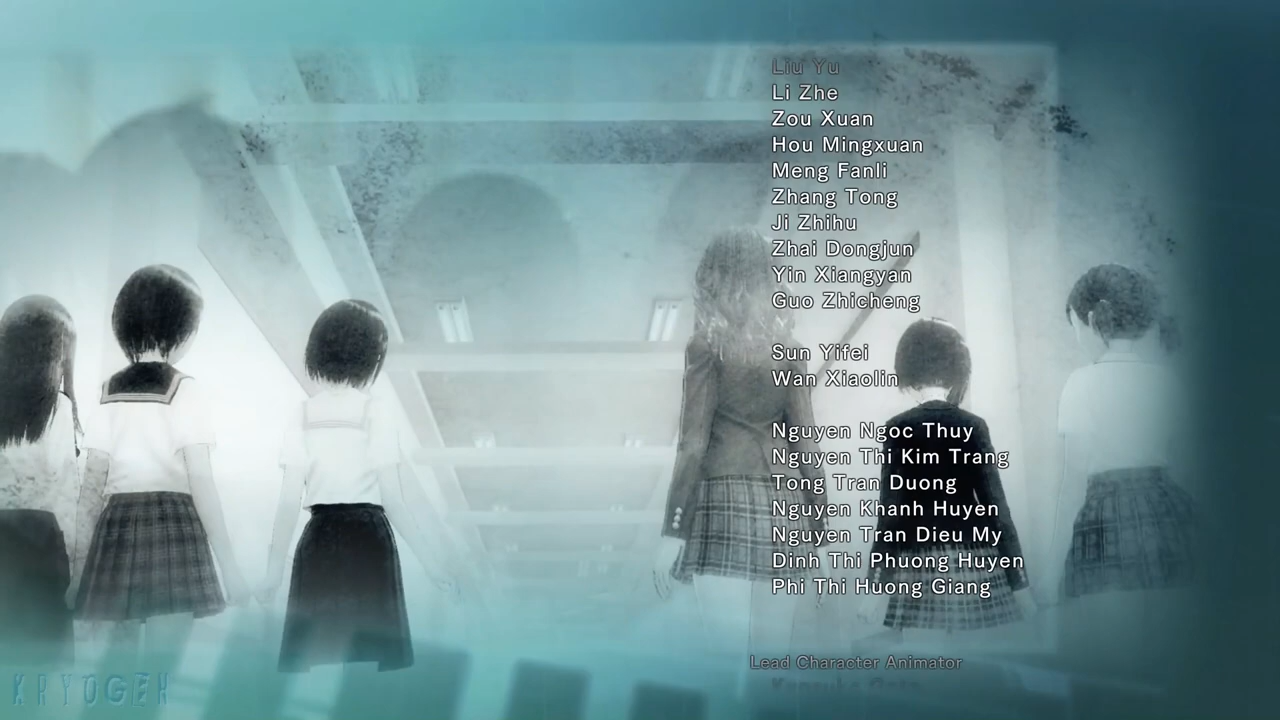 Liu Yu
Li Zhe
Zou Xuan
Hou Mingxuan
Meng Fanli
Zhang Tong
Ji Zhihu
Zhai Dongjun
Yin Xiangyan
Guo Zhicheng
Sun Yifei
Wan Xiaolin
Nguyen Ngoc Thuy
Nguyen Thi Kim Trang
Tong Tran Duong
Nguyen Khanh Huyen
Nguyen Tran Dieu My
Dinh Thi Phuong Huyen
Phi Thi Huong Giang
Lead Character Animator
KRYOGEN